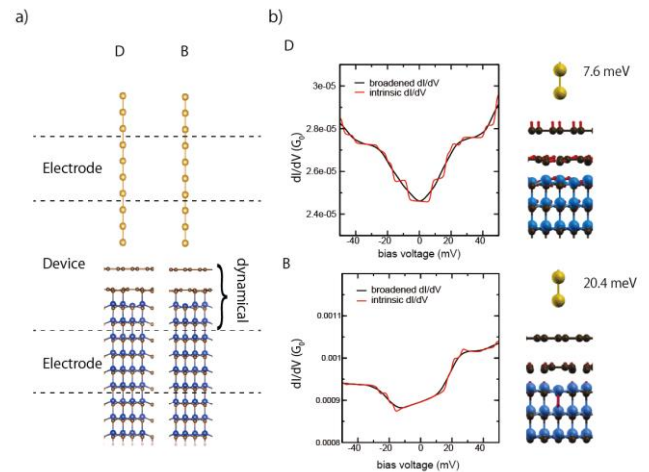 a)
D B
Electrode
Device
dynamical
Electrode
b)
D
3e-05
2.8e-05
2.6e-05
2.4e-05
dI/dV (G0)
broadened dI/dV
intrinsic dI/dV
-40 -20 0 20 40
bias voltage (mV)
7.6 meV
B
0.0011
0.001
0.0009
0.0008
dI/dV (G0)
broadened dI/dV
intrinsic dI/dV
-40 -20 0 20 40
bias voltage (mV)
20.4 meV